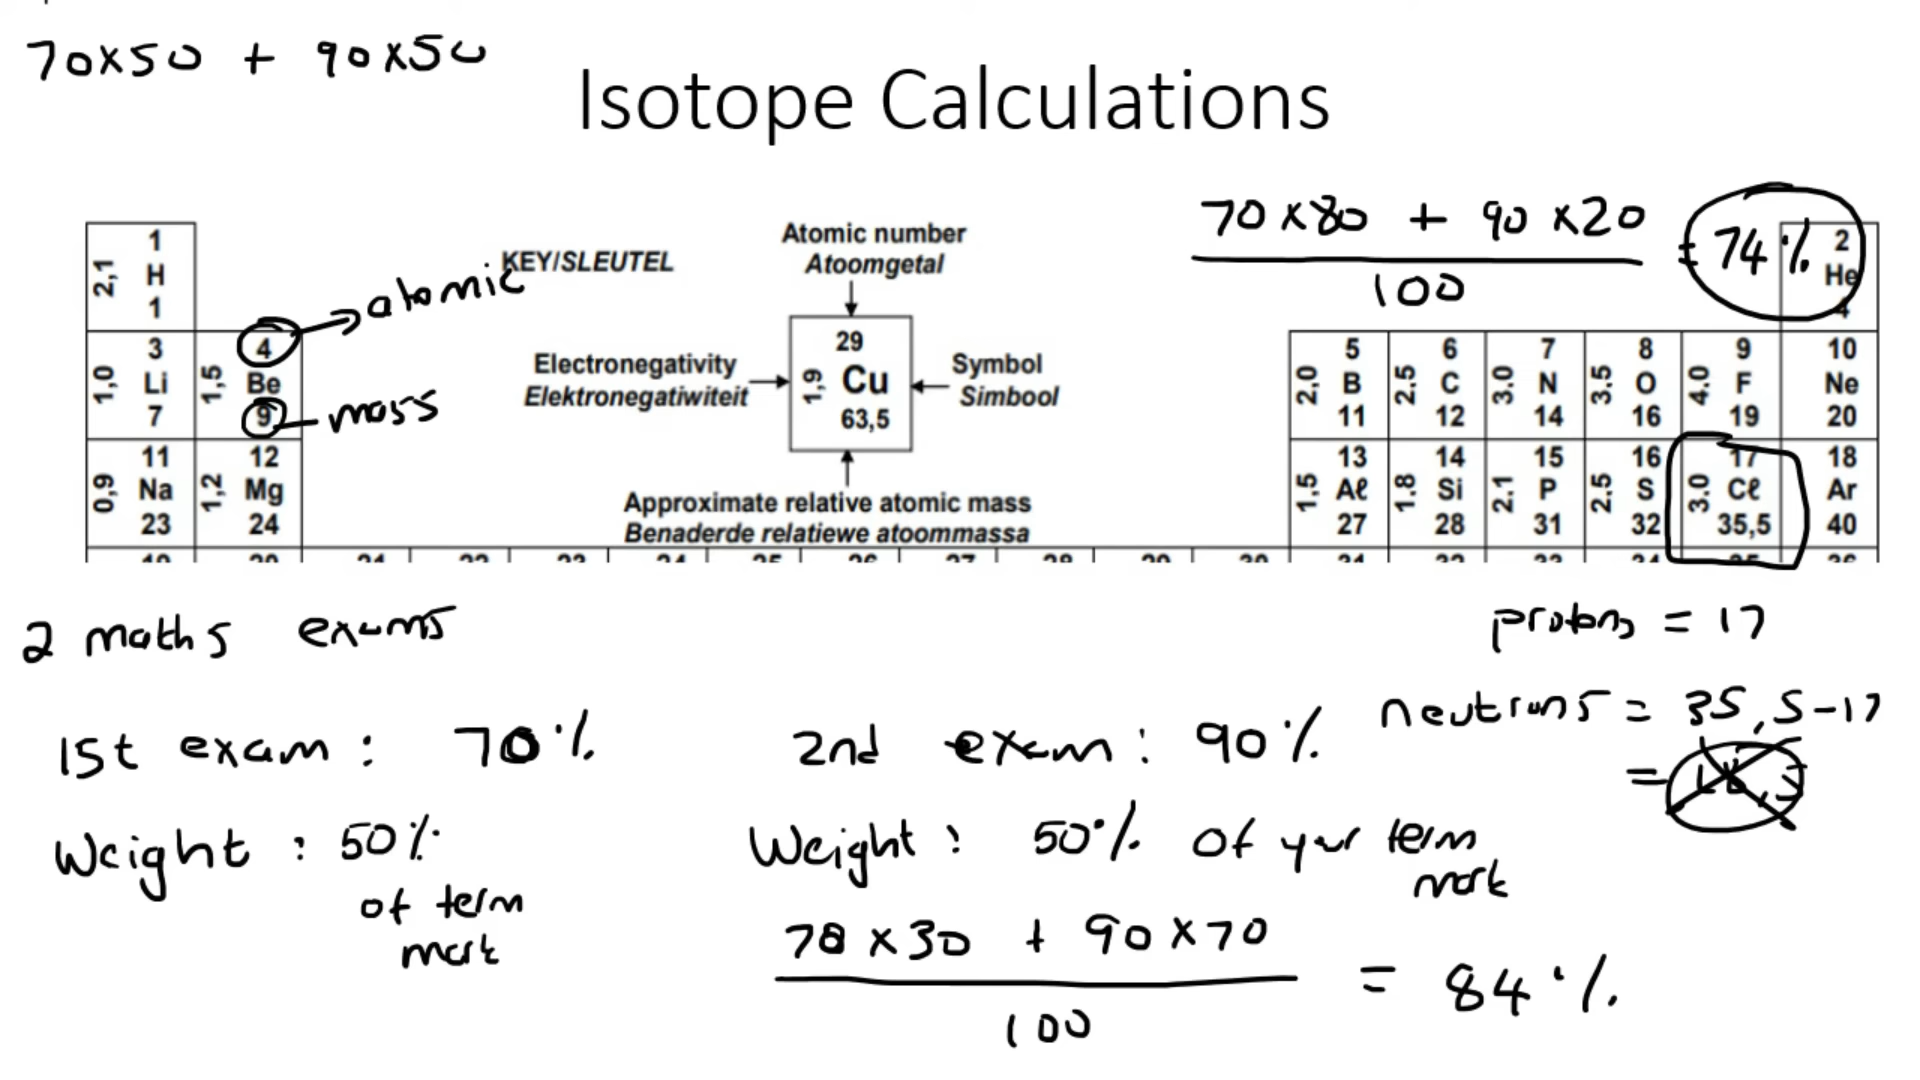 70x50 + 90x50
Isotope Calculations
70 x 80 + 90 x 20
100
= 74 %
Atomic number
Atoomgetal
KEY/SLEUTEL
atomic
mass
Electronegativity
Elektronegatiwiteit
29
1,9 Cu
63,5
Symbol
Simbool
Approximate relative atomic mass
Benaderde relatiewe atoommassa
1
2,1 H
1
2
He
4
3 4
1,0 Li 1,5 Be
7 9
5 6 7 8 9 10
2,0 B 2,5 C 3,0 N 3,5 O 4,0 F Ne
11 12 14 16 19 20
11 12
0,9 Na 1,2 Mg
23 24
13 14 15 16 17 18
1,5 Aℓ 1,8 Si 2,1 P 2,5 S 3,0 Cℓ Ar
27 28 31 32 35,5 40
2 maths exams
protons = 17
neutrons = 35,5-17
=
1st exam : 70 %
2nd exam : 90 %
Weight : 50 %
of term
mark
Weight : 50 % of your term
mark
70 x 30 + 90 x 70
100
= 84 %